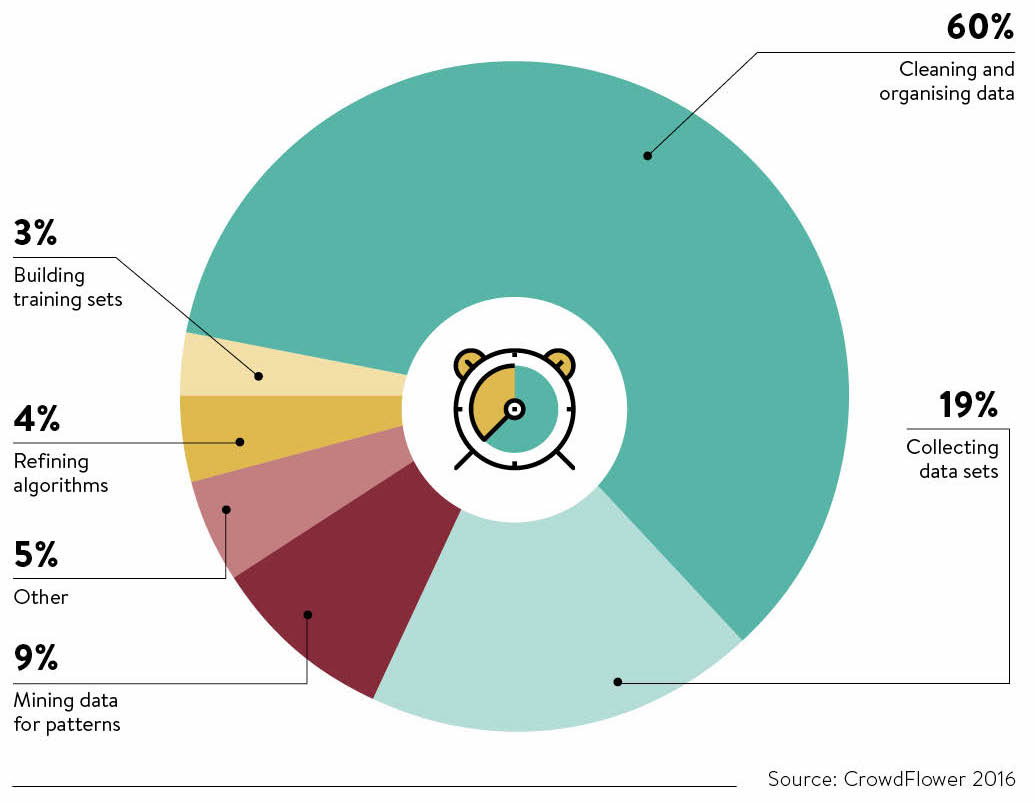 60%
Cleaning and
organising data
3%
Building
training sets
19%
Collecting
data sets
4%
Refining
algorithms
5%
Other
9%
Mining data
for patterns
Source: CrowdFlower 2016